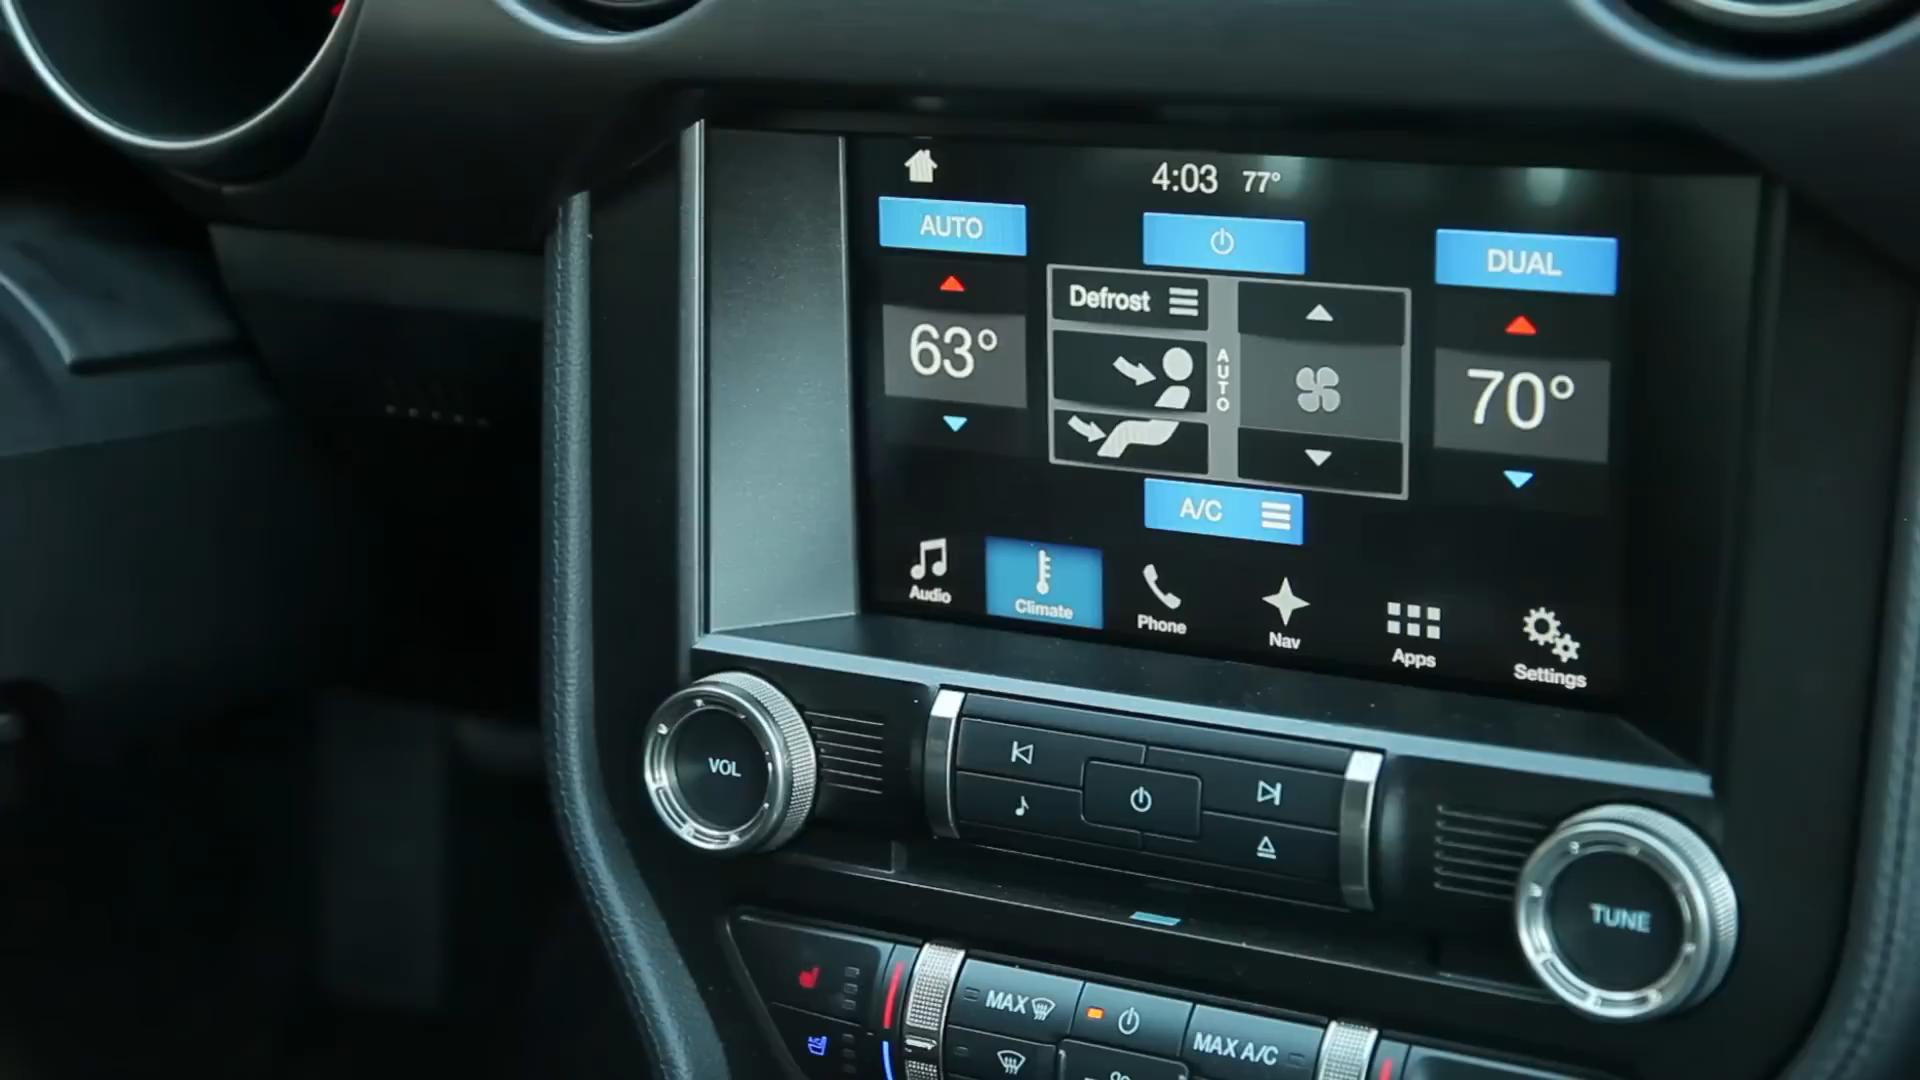 4:03 77°
AUTO
DUAL
Defrost
63°
AUTO
70°
A/C
Audio
Climate
Phone
Nav
Apps
Settings
VOL
TUNE
MAX
MAX A/C